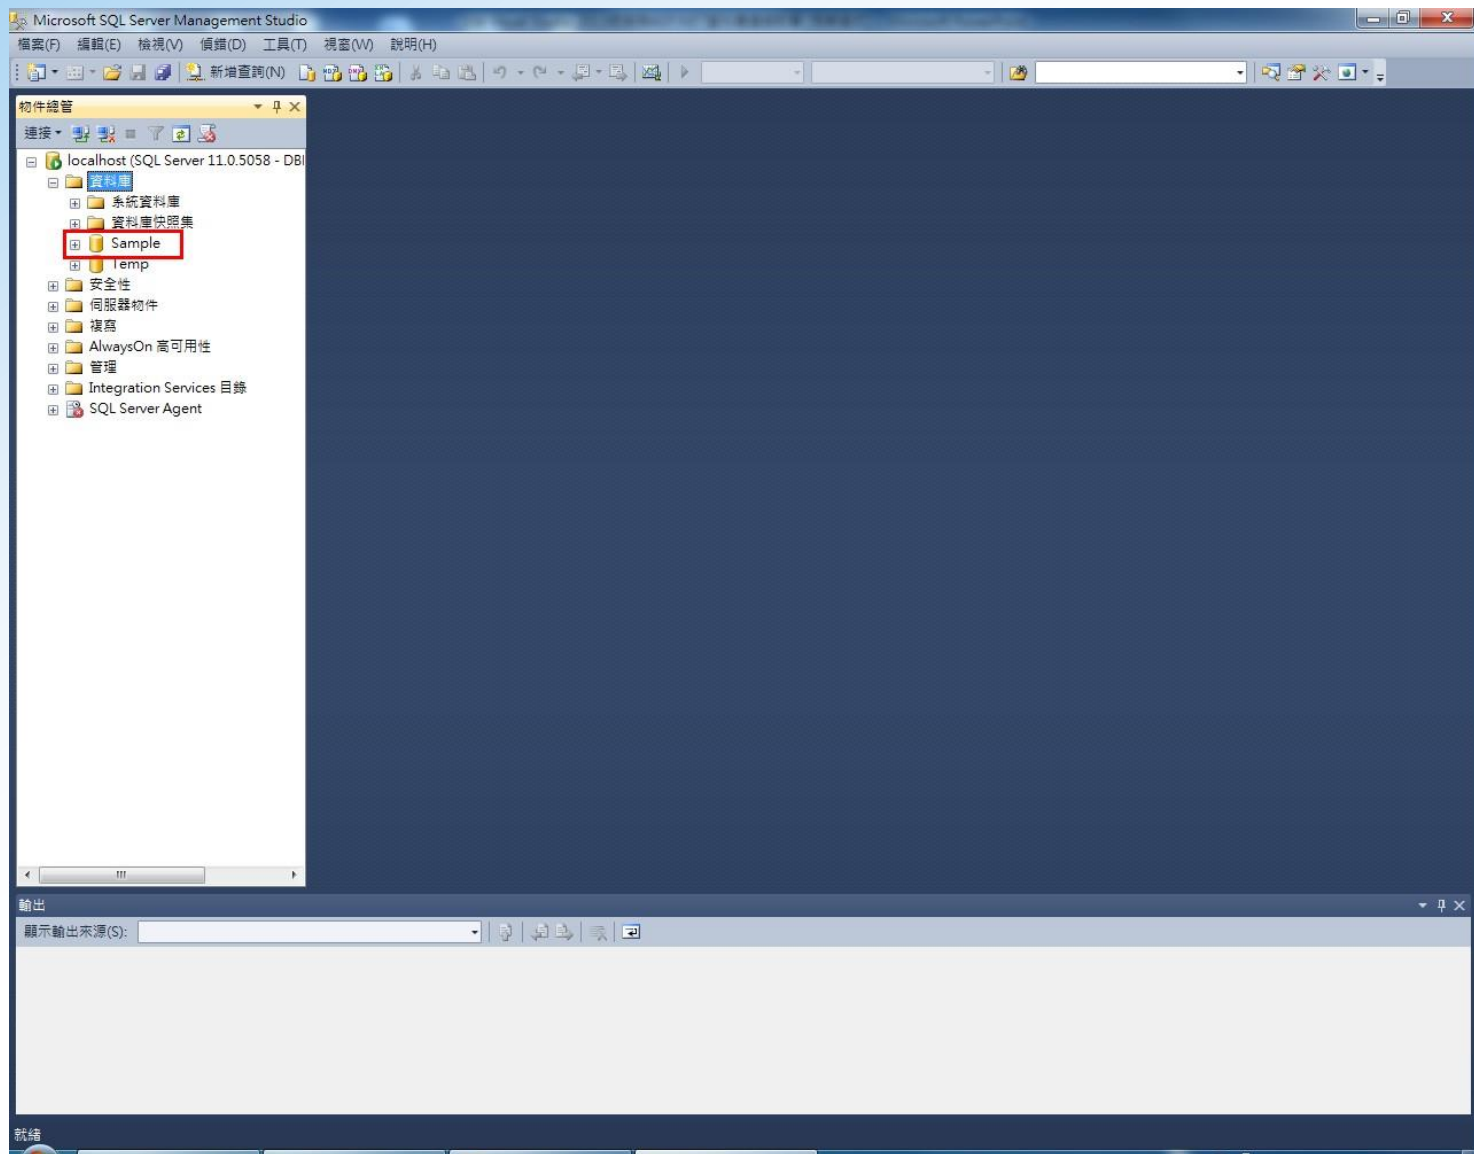 Microsoft SQL Server Management Studio
檔案(F) 編輯(E) 檢視(V) 偵錯(D) 工具(T) 視窗(W) 說明(H)
新增查詢(N)
物件總管
連接
localhost (SQL Server 11.0.5058 - DBI
資料庫
系統資料庫
資料庫快照集
Sample
Temp
安全性
伺服器物件
複寫
AlwaysOn 高可用性
管理
Integration Services 目錄
SQL Server Agent
輸出
顯示輸出來源(S):
就緒